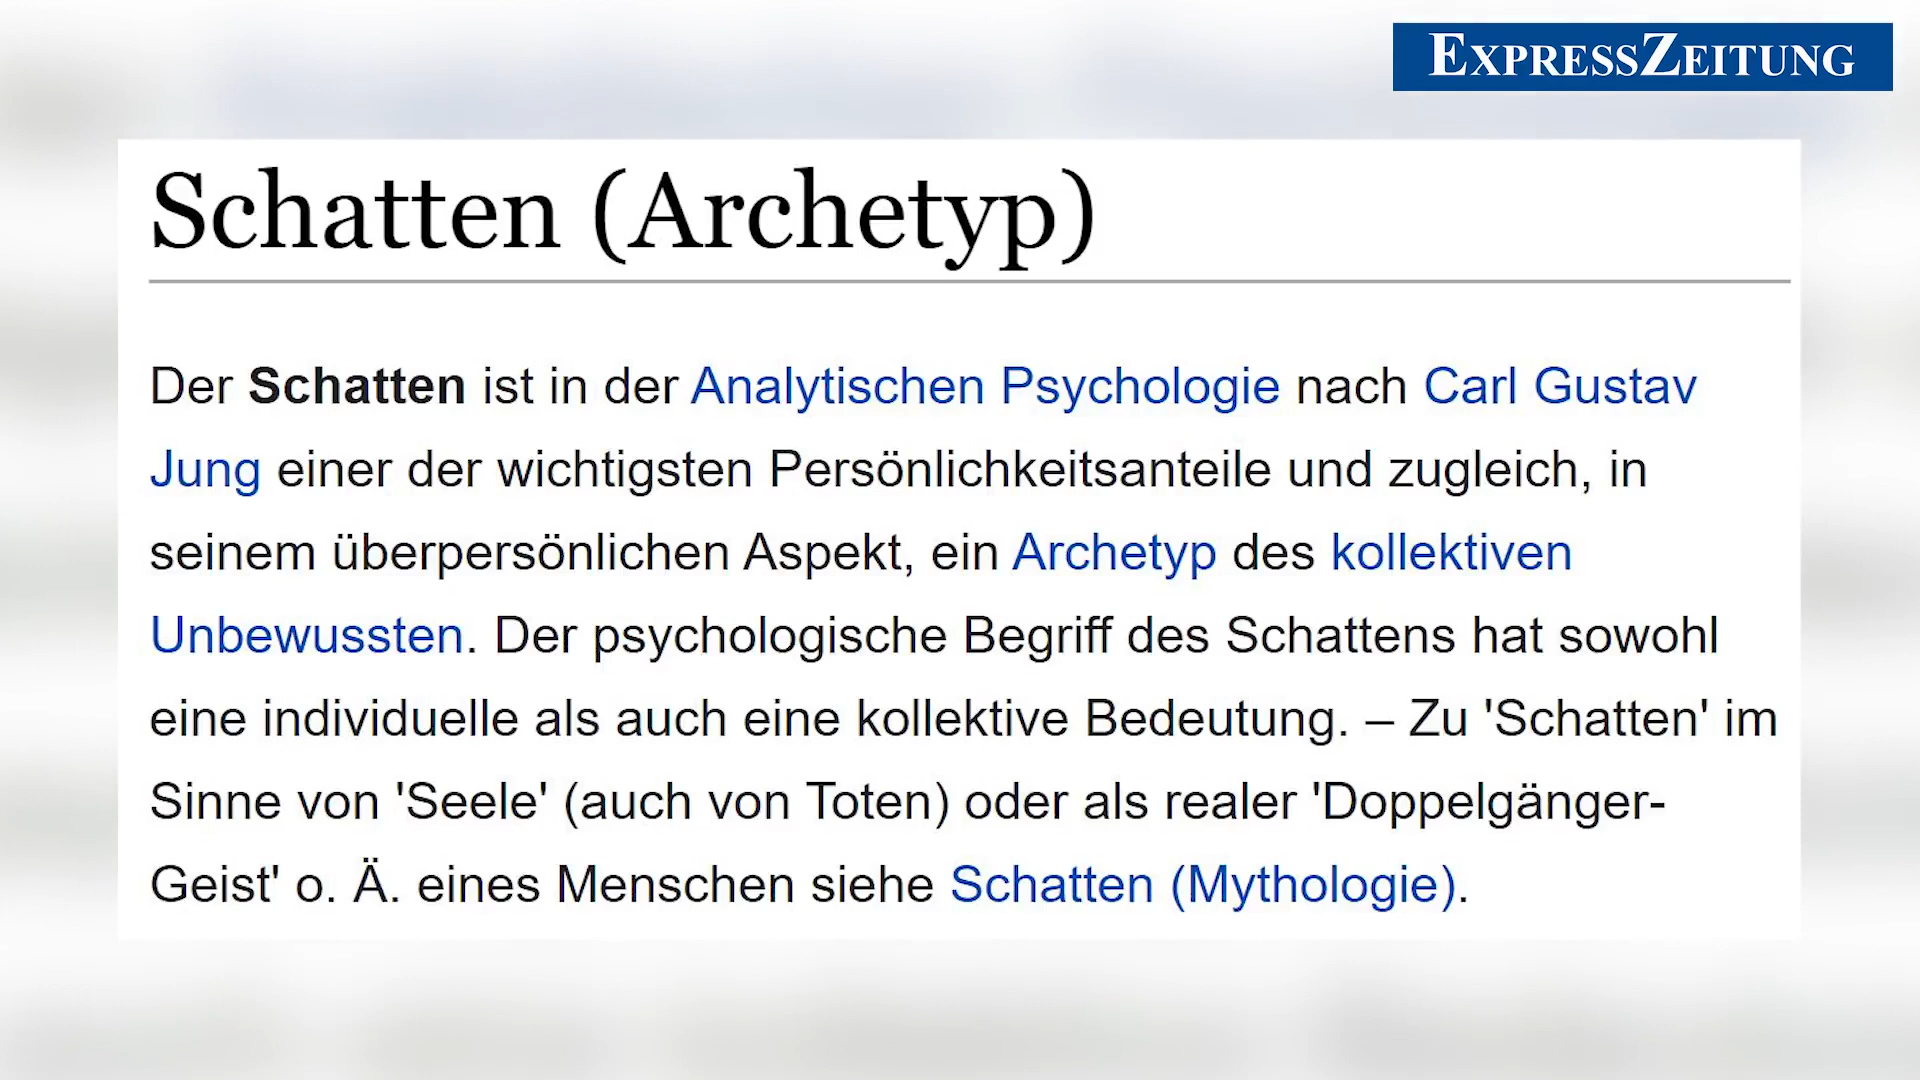 EXPRESSZEITUNG
Schatten (Archetyp)
Der Schatten ist in der Analytischen Psychologie nach Carl Gustav
Jung einer der wichtigsten Persönlichkeitsanteile und zugleich, in
seinem überpersönlichen Aspekt, ein Archetyp des kollektiven
Unbewussten. Der psychologische Begriff des Schattens hat sowohl
eine individuelle als auch eine kollektive Bedeutung. – Zu 'Schatten' im
Sinne von 'Seele' (auch von Toten) oder als realer 'Doppelgänger-
Geist' o. Ä. eines Menschen siehe Schatten (Mythologie).